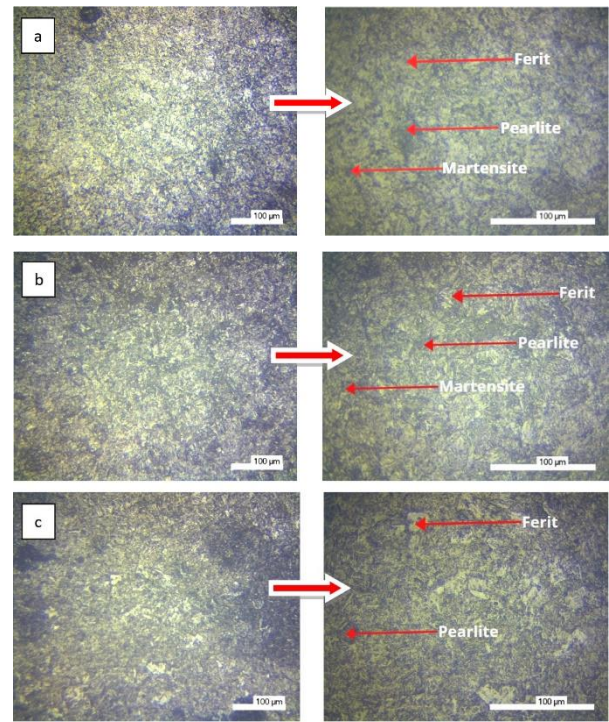 a
100 µm
Ferit
Pearlite
Martensite
100 µm
b
100 µm
Ferit
Pearlite
Martensite
100 µm
c
100 µm
Ferit
Pearlite
100 µm